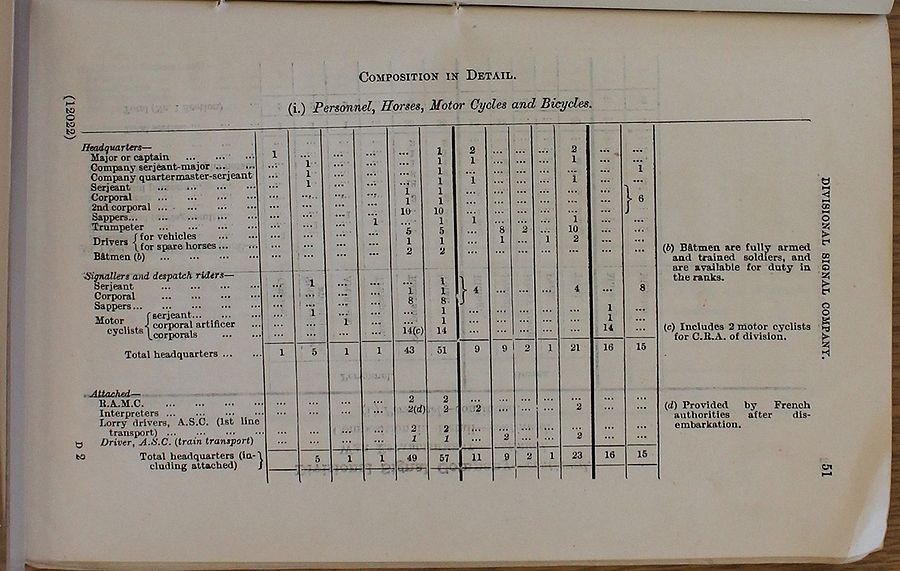 COMPOSITION IN DETAIL.
(i.) Personnel, Horses, Motor Cycles and Bicycles.
(12022)
Headquarters—
Major or captain ... ... ... 1 ... ... ... ... 1 2 ... ... ... 2 ... ...
Company serjeant-major ... ... ... 1 ... ... ... 1 1 ... ... ... 1 ... 1
Company quartermaster-serjeant ... 1 ... ... ... 1
Serjeant ... ... ... ... ... 1 ... ... ... 1 1 ... ... ... 1 ...
Corporal ... ... ... ... 1 1
2nd corporal ... ... ... ... 1 1 } 6
Sappers... ... ... ... 10 10
Trumpeter ... ... ... ... 1 ... 1 1 ... ... ... 1
Drivers { for vehicles ... ... 5 5 ... 8 2 ... 10
for spare horses ... ... 1 1 ... 1 ... 1 2
Bâtmen (b) ... ... ... 2 2
Signallers and despatch riders—
Serjeant ... ... ... ... 1 ... ... ... 1
Corporal ... ... ... ... 1 1 } 4 ... ... ... 4 ... 8
Sappers... ... ... ... 8 8
Motor cyclists { serjeant... ... 1 ... ... ... 1 ... ... ... ... ... 1 ...
corporal artificer ... ... 1 ... ... 1 ... ... ... ... ... 1 ...
corporals ... ... ... ... 14(c) 14 ... ... ... ... ... 14 ...
Total headquarters ... ... 1 5 1 1 43 51 9 9 2 1 21 16 15
Attached—
R.A.M.C. ... ... ... ... 2 2
Interpreters ... ... ... ... 2(d) 2 2 ... ... ... 2
Lorry drivers, A.S.C. (1st line
transport) ... ... ... ... 2 2
Driver, A.S.C. (train transport) ... 1 1 ... 2 ... ... 2
Total headquarters (in-
cluding attached) } 5 1 1 49 57 11 9 2 1 23 16 15
(b) Bâtmen are fully armed
and trained soldiers, and
are available for duty in
the ranks.
(c) Includes 2 motor cyclists
for C.R.A. of division.
(d) Provided by French
authorities after dis-
embarkation.
DIVISIONAL SIGNAL COMPANY.
51
D 2